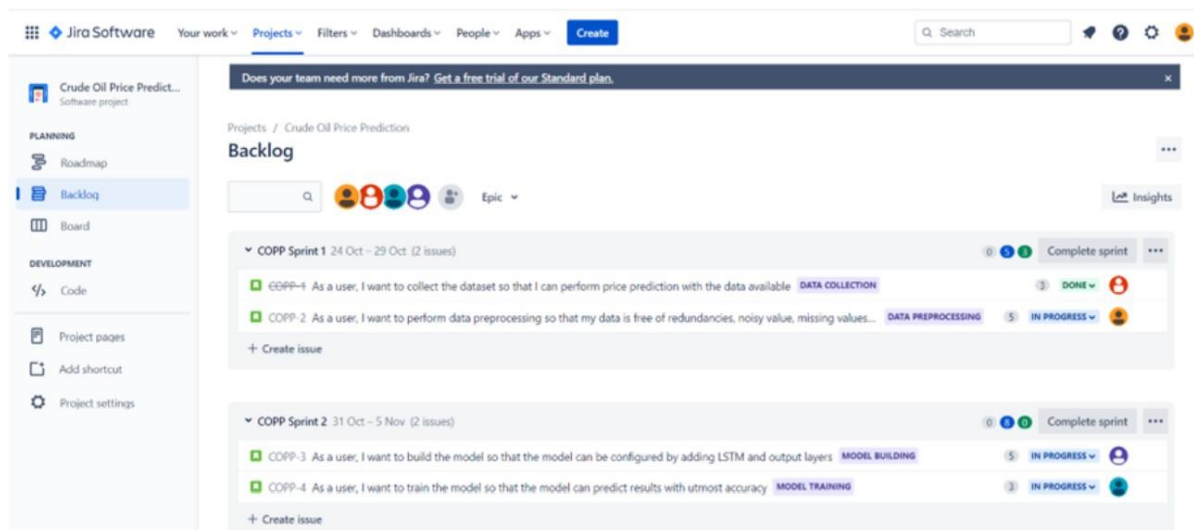 Jira Software Your work Projects Filters Dashboards People Apps Create Search
Does your team need more from Jira? Get a free trial of our Standard plan.
Crude Oil Price Predict...
Software project
PLANNING
Roadmap
Backlog
Board
DEVELOPMENT
Code
Project pages
Add shortcut
Project settings
Projects / Crude Oil Price Prediction
Backlog
Epic
Insights
COPP Sprint 1 24 Oct – 29 Oct (2 issues) 0 5 3 Complete sprint
COPP-1 As a user, I want to collect the dataset so that I can perform price prediction with the data available DATA COLLECTION 3 DONE
COPP-2 As a user, I want to perform data preprocessing so that my data is free of redundancies, noisy value, missing values... DATA PREPROCESSING 5 IN PROGRESS
+ Create issue
COPP Sprint 2 31 Oct – 5 Nov (2 issues) 0 8 0 Complete sprint
COPP-3 As a user, I want to build the model so that the model can be configured by adding LSTM and output layers MODEL BUILDING 5 IN PROGRESS
COPP-4 As a user, I want to train the model so that the model can predict results with utmost accuracy MODEL TRAINING 3 IN PROGRESS
+ Create issue